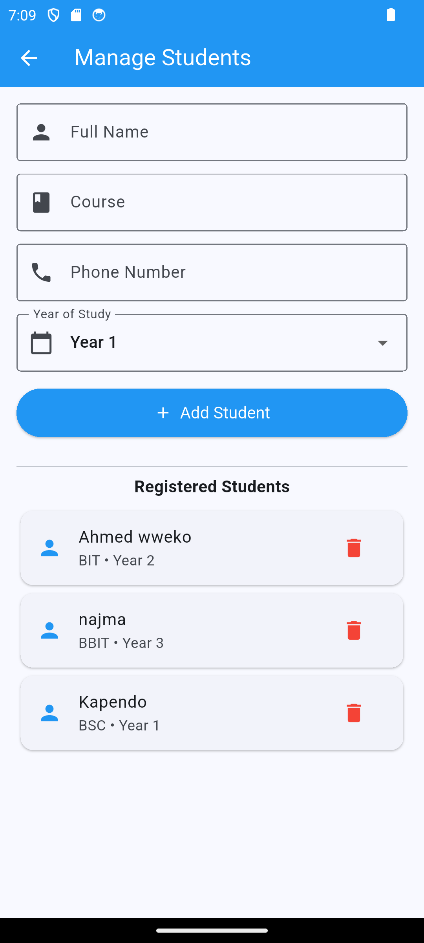 7:09
Manage Students
Full Name
Course
Phone Number
Year of Study
Year 1
+ Add Student
Registered Students
Ahmed wweko
BIT • Year 2
najma
BBIT • Year 3
Kapendo
BSC • Year 1